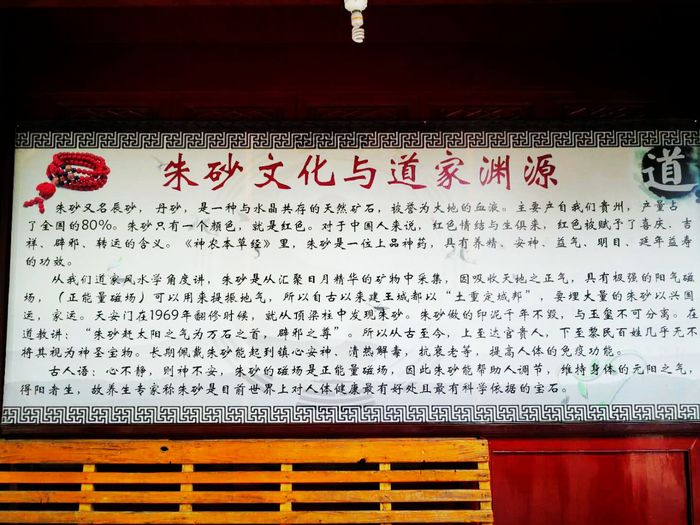 朱砂文化与道家渊源
道
朱砂又名辰砂，丹砂，是一种与水晶共存的天然矿石，被誉为大地的血液。主要产自我们贵州，产量占
了全国的80%。朱砂只有一个颜色，就是红色。对于中国人来说，红色情结与生俱来，红色被赋予了喜庆、吉
祥、辟邪、转运的含义。《神农本草经》里，朱砂是一位上品神药，具有养精、安神、益气、明目、延年益寿
的功效。
从我们道家风水学角度讲，朱砂是从汇聚日月精华的矿物中采集，因吸收天地之正气，具有极强的阳气磁
场，（正能量磁场）可以用来提振地气，所以自古以来建王城都以“土重定城邦”，要埋大量的朱砂以兴国
运，家运。天安门在1969年翻修时候，就从顶梁柱中发现朱砂。朱砂做的印泥千年不毁，与玉玺不可分离。在
道教讲：“朱砂赶太阳之气为万石之首，辟邪之尊”。所以从古至今，上至达官贵人，下至黎民百姓几乎无不
将其视为神圣宝物。长期佩戴朱砂能起到镇心安神、清热解毒，抗衰老等，提高人体的免疫功能。
古人语：心不静，则神不安，朱砂的磁场是正能量磁场，因此朱砂能帮助人调节，维持身体的元阳之气，
得阳者生，故养生专家称朱砂是目前世界上对人体健康最有好处且最有科学依据的宝石。